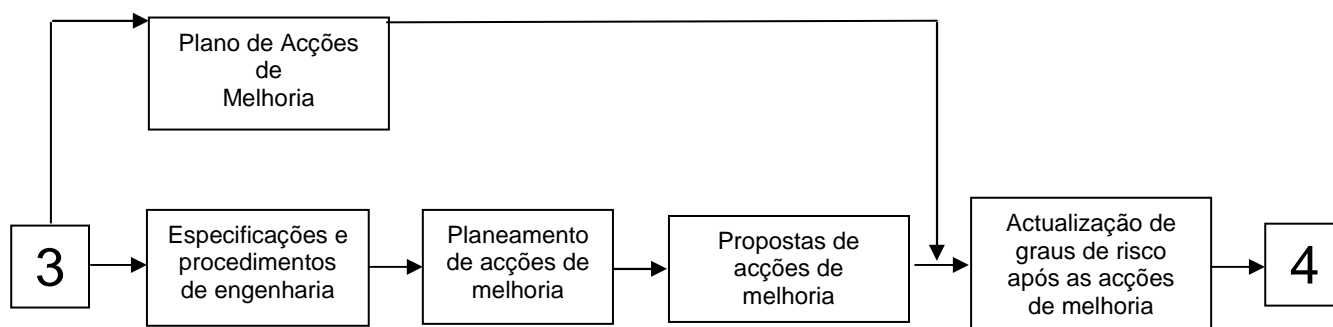 Plano de Acções
de
Melhoria
3
Especificações e
procedimentos
de engenharia
Planeamento
de acções de
melhoria
Propostas de
acções de
melhoria
Actualização de
graus de risco
após as acções
de melhoria
4